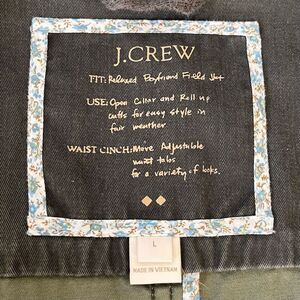 J.CREW
FIT: Relaxed Boyfriend Field Jkt
USE: Open Collar and Roll up
cuffs for easy style in
fair weather
WAIST CINCH: Move Adjustable
waist tabs
for a variety of looks.
L
MADE IN VIETNAM